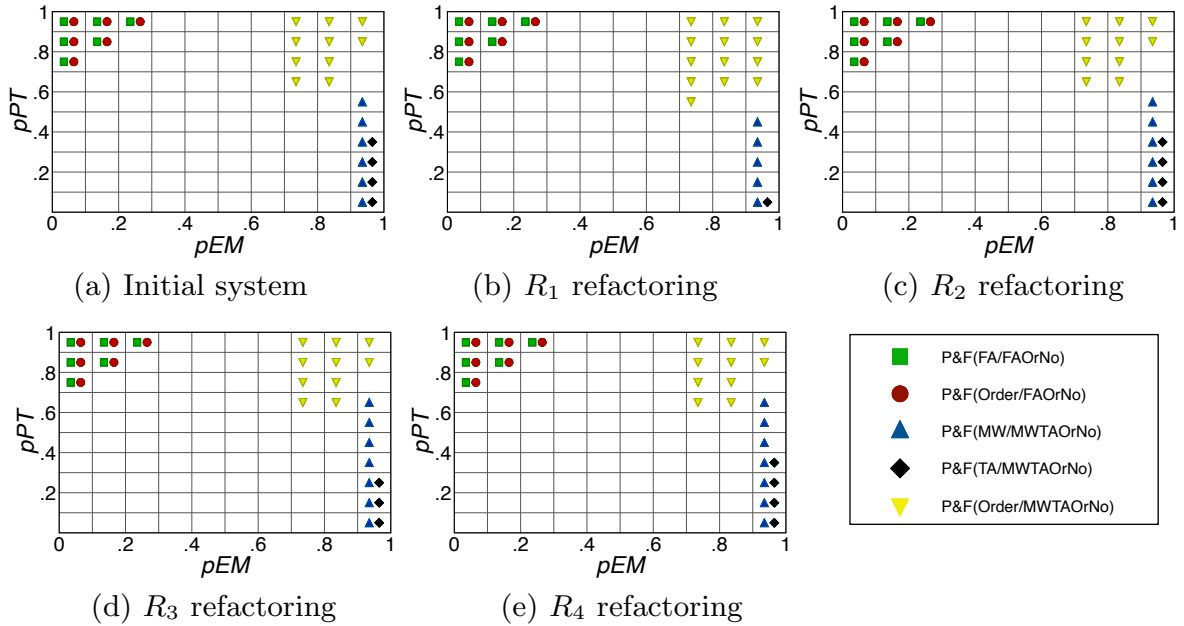 1
.8
.6
.4
.2
pPT
0
.2
.4
.6
.8
1
pEM
(a) Initial system
1
.8
.6
.4
.2
pPT
0
.2
.4
.6
.8
1
pEM
(b) R1 refactoring
1
.8
.6
.4
.2
pPT
0
.2
.4
.6
.8
1
pEM
(c) R2 refactoring
1
.8
.6
.4
.2
pPT
0
.2
.4
.6
.8
1
pEM
(d) R3 refactoring
1
.8
.6
.4
.2
pPT
0
.2
.4
.6
.8
1
pEM
(e) R4 refactoring
P&F(FA/FAOrNo)
P&F(Order/FAOrNo)
P&F(MW/MWTAOrNo)
P&F(TA/MWTAOrNo)
P&F(Order/MWTAOrNo)